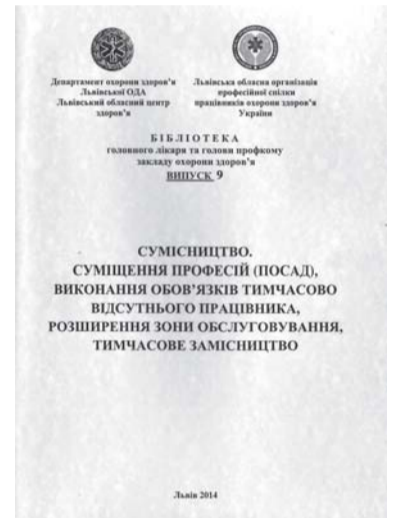 Департамент охорони здоров'я
Львівської ОДА
Львівський обласний центр
здоров'я
Львівська обласна організація
професійної спілки
працівників охорони здоров'я
України
БІБЛІОТЕКА
головного лікаря та голови профкому
закладу охорони здоров'я
ВИПУСК 9
СУМІСНИЦТВО.
СУМІЩЕННЯ ПРОФЕСІЙ (ПОСАД),
ВИКОНАННЯ ОБОВ'ЯЗКІВ ТИМЧАСОВО
ВІДСУТНЬОГО ПРАЦІВНИКА,
РОЗШИРЕННЯ ЗОНИ ОБСЛУГОВУВАННЯ,
ТИМЧАСОВЕ ЗАМІСНИЦТВО
Львів 2014